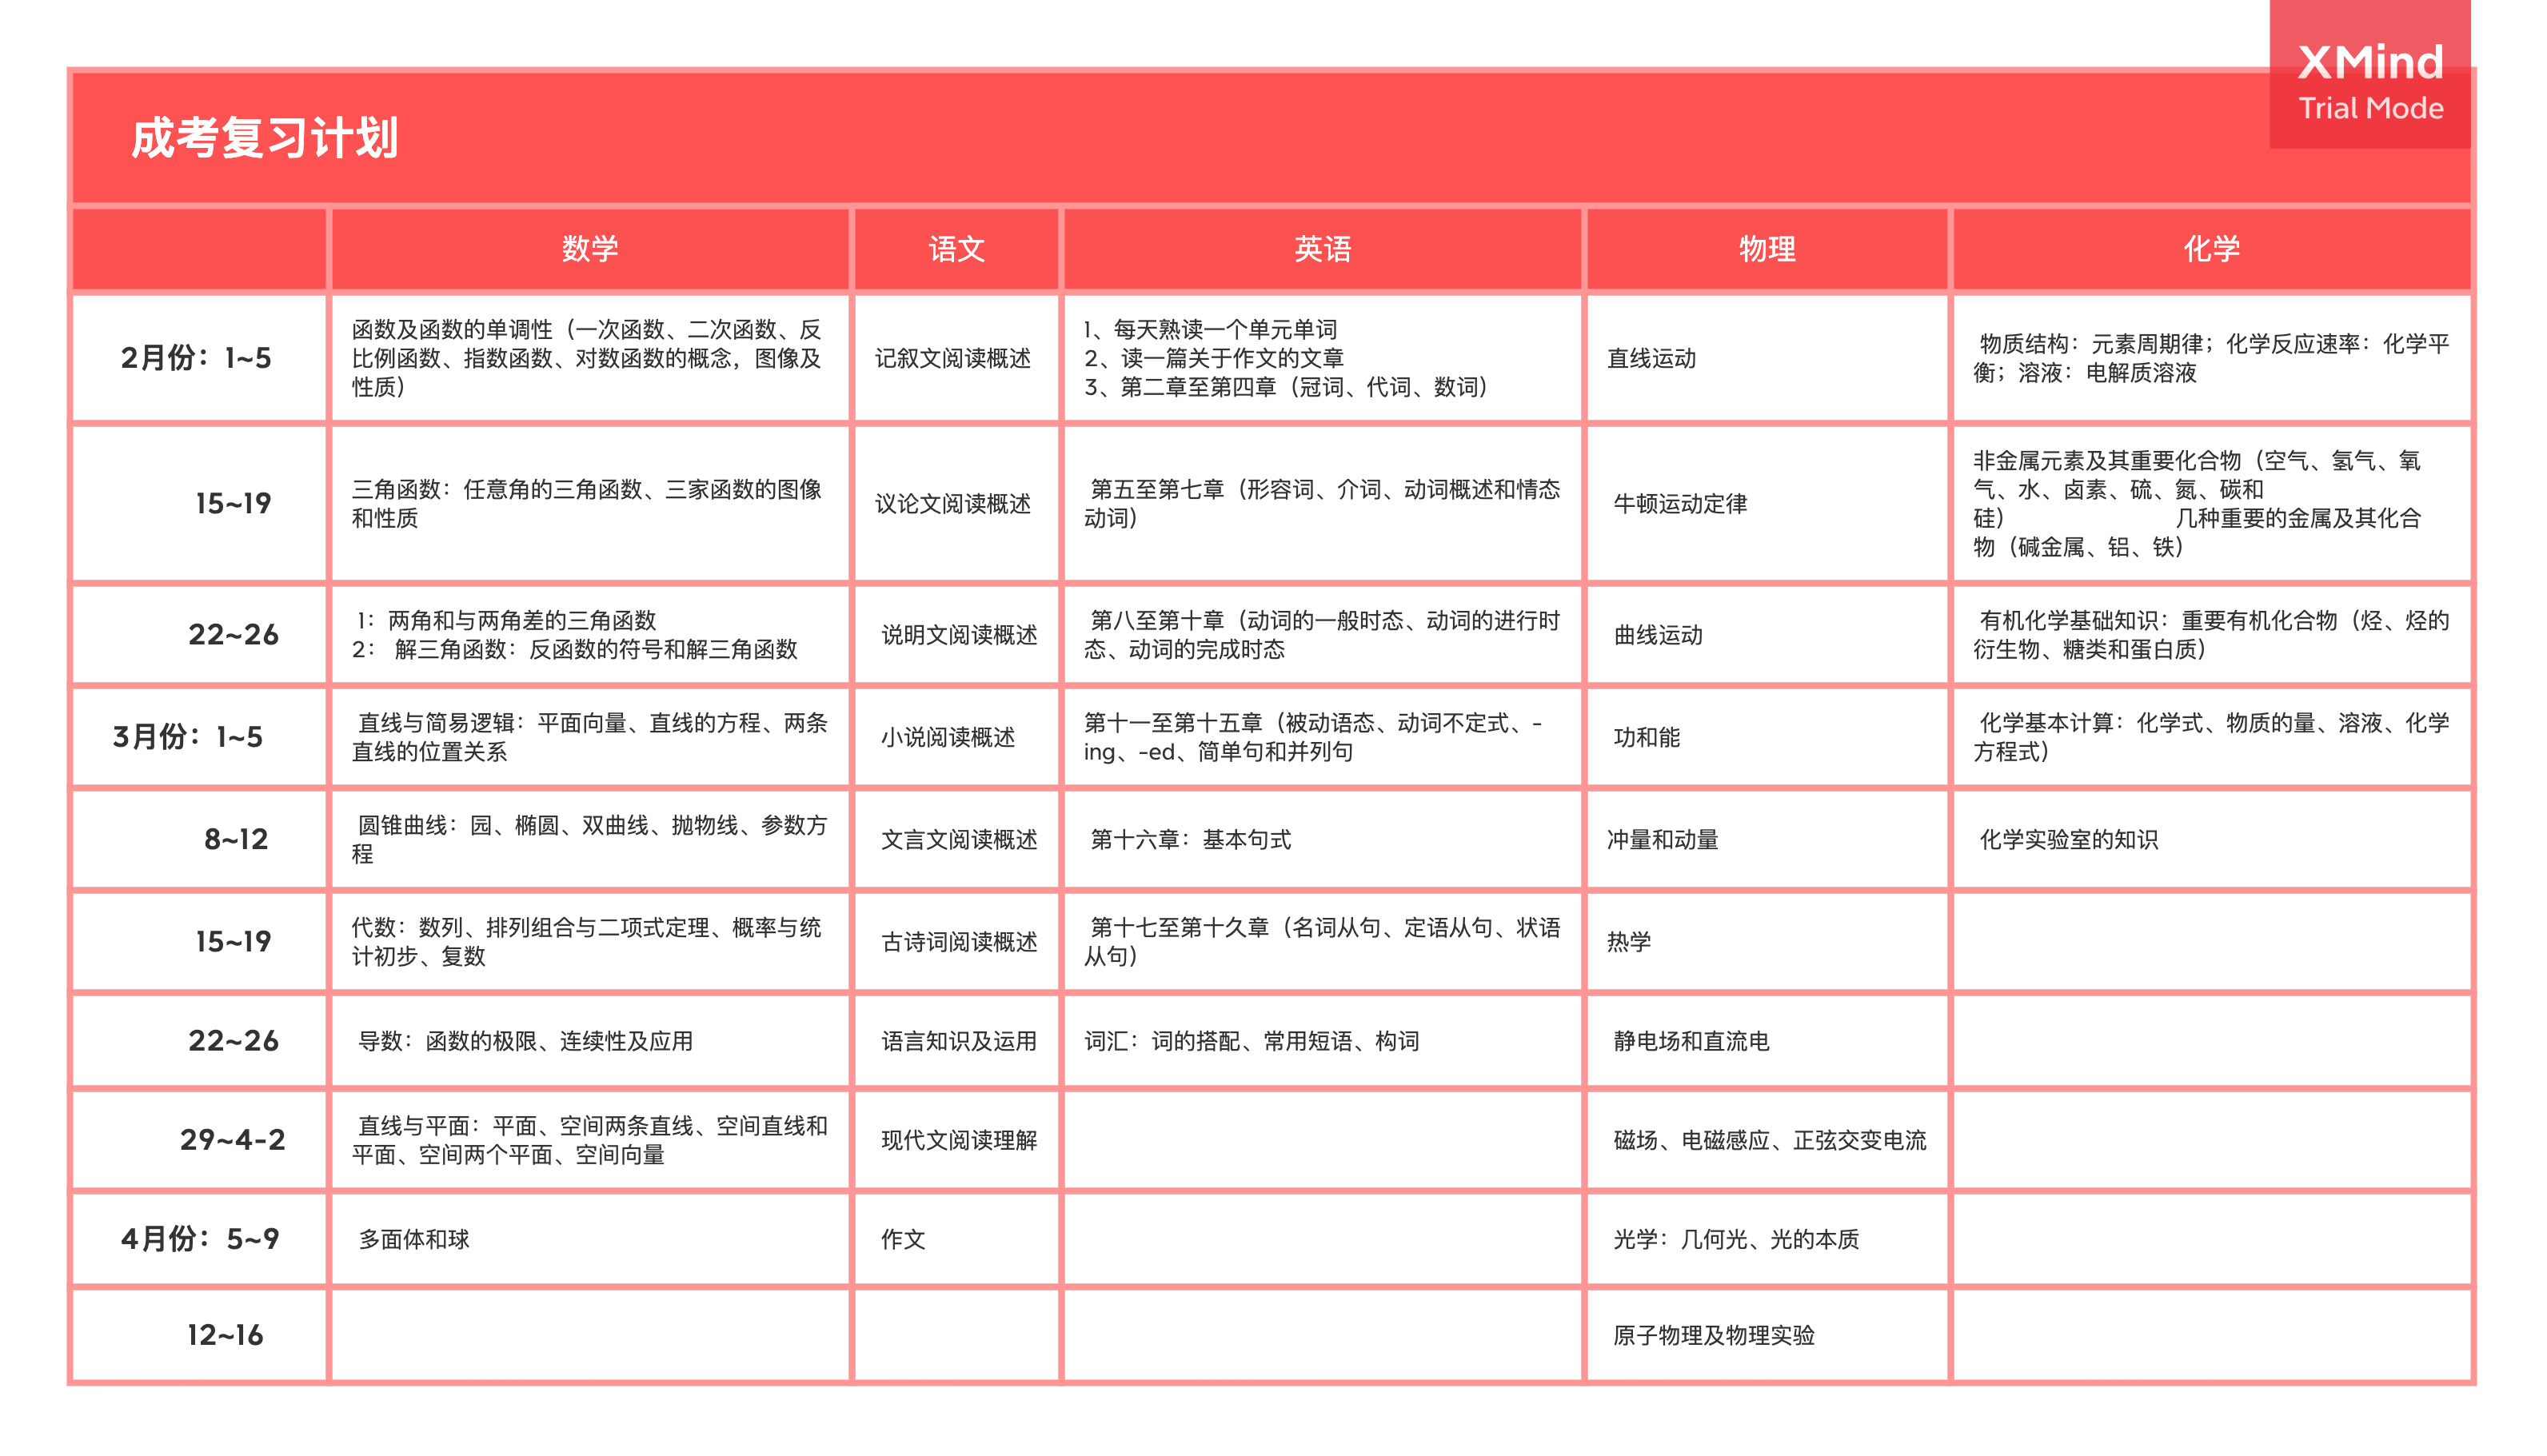 XMind
Trial Mode
成考复习计划
数学
语文
英语
物理
化学
2月份：1~5
函数及函数的单调性（一次函数、二次函数、反
比例函数、指数函数、对数函数的概念，图像及
性质）
记叙文阅读概述
1、每天熟读一个单元单词
2、读一篇关于作文的文章
3、第二章至第四章（冠词、代词、数词）
直线运动
物质结构：元素周期律；化学反应速率：化学平
衡；溶液：电解质溶液
15~19
三角函数：任意角的三角函数、三家函数的图像
和性质
议论文阅读概述
第五至第七章（形容词、介词、动词概述和情态
动词）
牛顿运动定律
非金属元素及其重要化合物（空气、氢气、氧
气、水、卤素、硫、氮、碳和
硅） 几种重要的金属及其化合
物（碱金属、铝、铁）
22~26
1：两角和与两角差的三角函数
2： 解三角函数：反函数的符号和解三角函数
说明文阅读概述
第八至第十章（动词的一般时态、动词的进行时
态、动词的完成时态
曲线运动
有机化学基础知识：重要有机化合物（烃、烃的
衍生物、糖类和蛋白质）
3月份：1~5
直线与简易逻辑：平面向量、直线的方程、两条
直线的位置关系
小说阅读概述
第十一至第十五章（被动语态、动词不定式、-
ing、-ed、简单句和并列句
功和能
化学基本计算：化学式、物质的量、溶液、化学
方程式）
8~12
圆锥曲线：园、椭圆、双曲线、抛物线、参数方
程
文言文阅读概述
第十六章：基本句式
冲量和动量
化学实验室的知识
15~19
代数：数列、排列组合与二项式定理、概率与统
计初步、复数
古诗词阅读概述
第十七至第十久章（名词从句、定语从句、状语
从句）
热学
22~26
导数：函数的极限、连续性及应用
语言知识及运用
词汇：词的搭配、常用短语、构词
静电场和直流电
29~4-2
直线与平面：平面、空间两条直线、空间直线和
平面、空间两个平面、空间向量
现代文阅读理解
磁场、电磁感应、正弦交变电流
4月份：5~9
多面体和球
作文
光学：几何光、光的本质
12~16
原子物理及物理实验